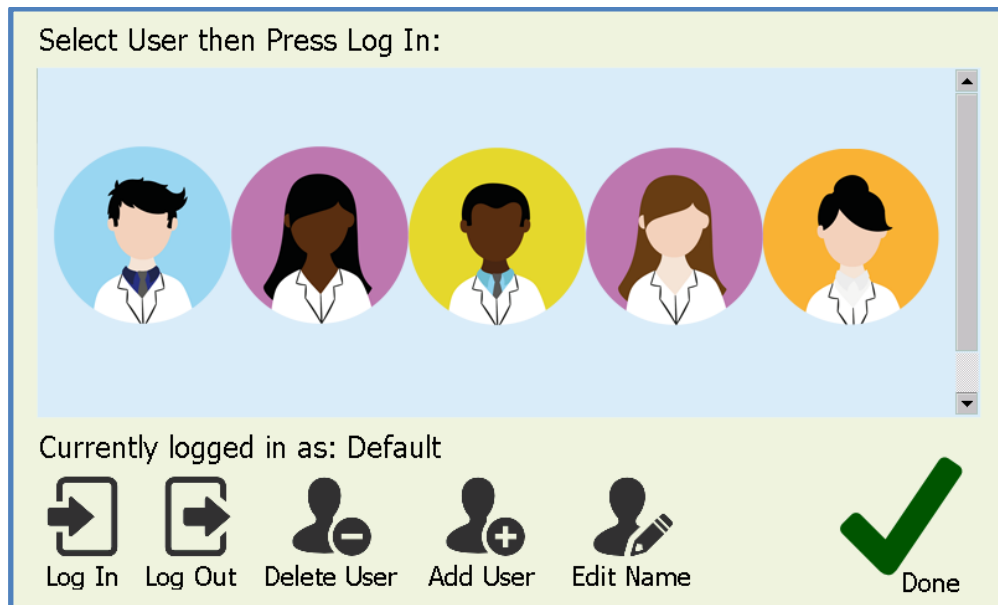 Select User then Press Log In:
Currently logged in as: Default
Log In Log Out Delete User Add User Edit Name Done